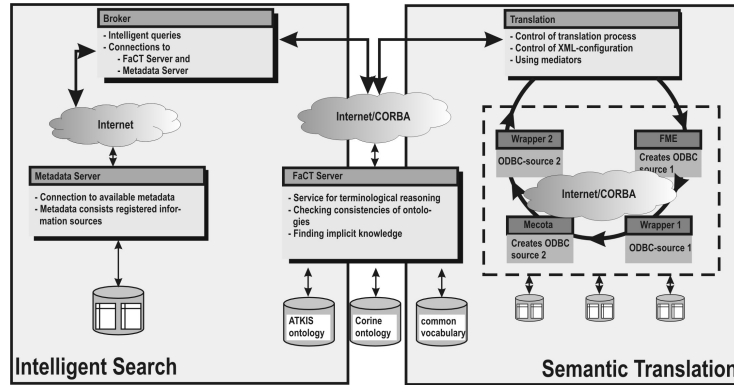 Broker
- Intelligent queries
- Connections to
- FaCT Server and
- Metadata Server
Internet
Metadata Server
- Connection to available metadata
- Metadata consists registered infor-
mation sources
Intelligent Search
Internet/CORBA
FaCT Server
- Service for terminological reasoning
- Checking consistencies of ontolo-
gies
- Finding implicit knowledge
ATKIS
ontology
Corine
ontology
common
vocabulary
Translation
- Control of translation process
- Control of XML-configuration
- Using mediators
Wrapper 2
ODBC-source 2
FME
Creates ODBC
source 1
Internet/CORBA
Mecota
Creates ODBC
source 2
Wrapper 1
ODBC-source 1
Semantic Translation